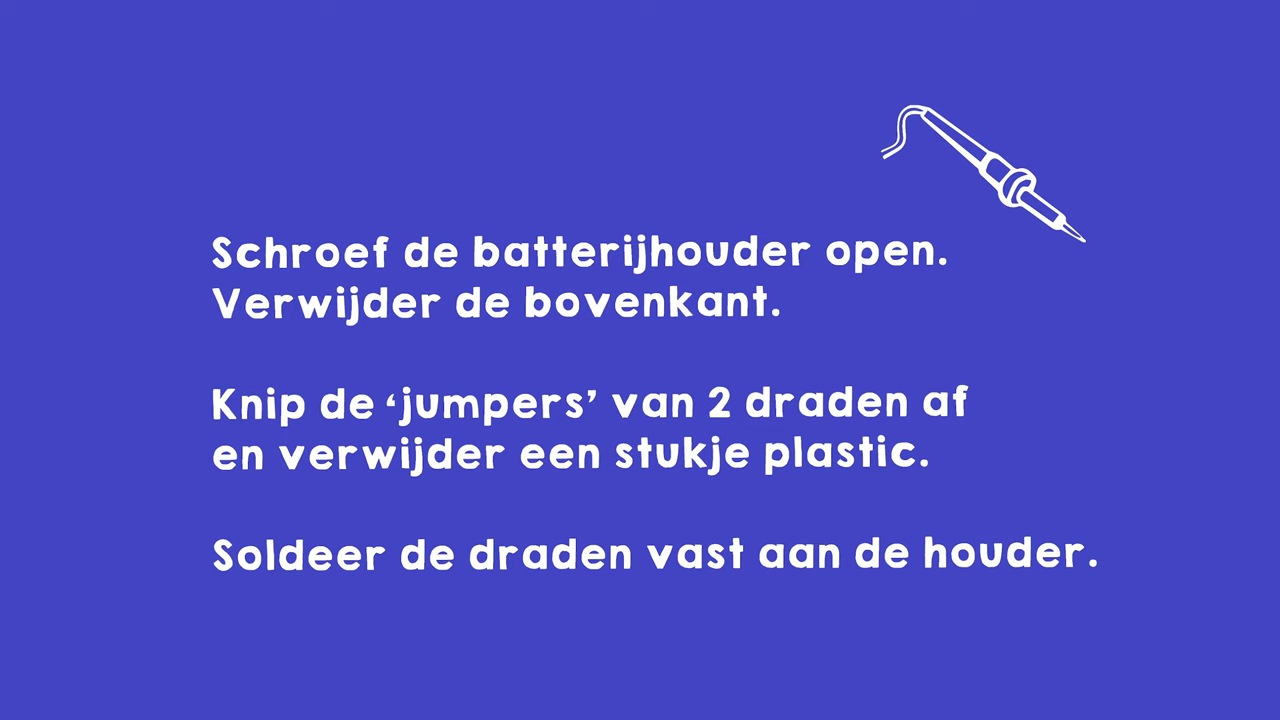 Schroef de batterijhouder open.
Verwijder de bovenkant.
Knip de ‘jumpers’ van 2 draden af
en verwijder een stukje plastic.
Soldeer de draden vast aan de houder.